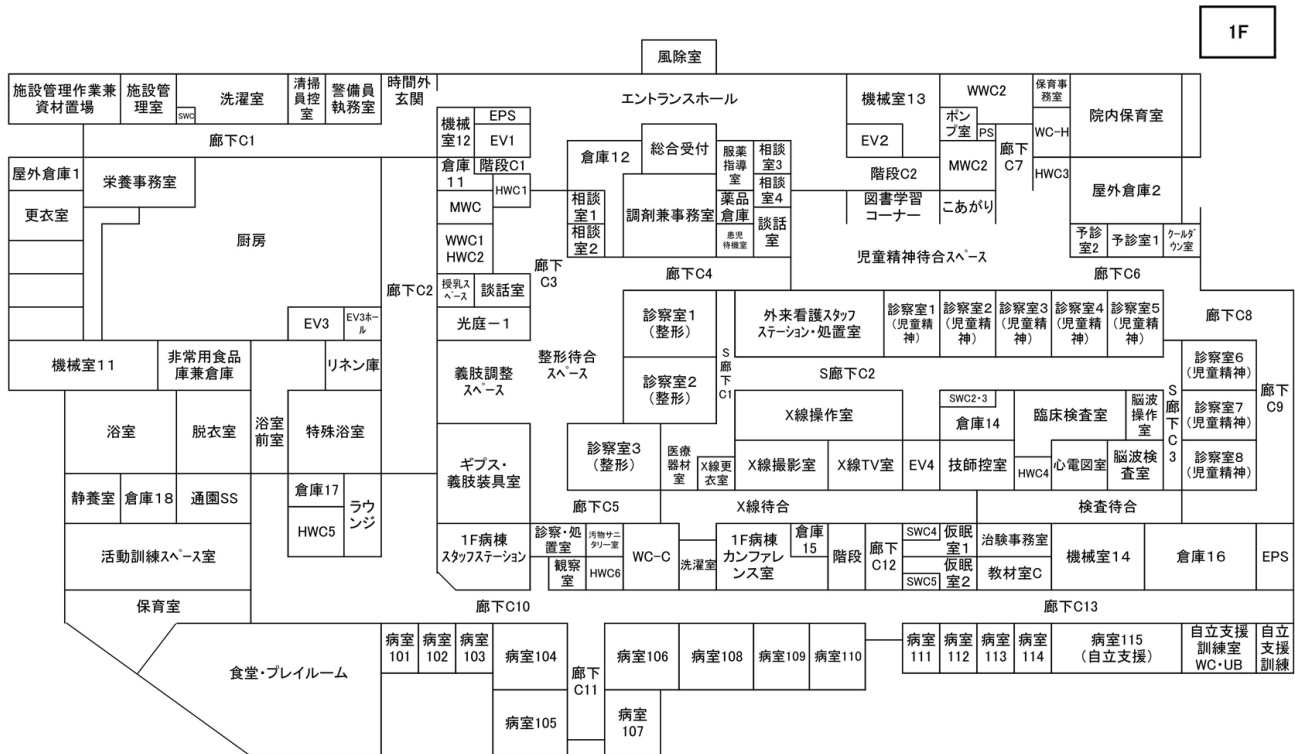 1F
風除室
施設管理作業兼
資材置場
施設管
理室
洗濯室
SWC
清掃
員控
室
警備員
執務室
時間外
玄関
エントランスホール
機械室13
WWC2
保育事
務室
院内保育室
機械
室12
EPS
EV1
EV2
ポン
プ室
PS
WC-H
廊下
C7
廊下C1
倉庫12
総合受付
服薬
指導
室
相談
室3
屋外倉庫1
栄養事務室
倉庫
11
階段C1
HWC1
階段C2
MWC2
HWC3
相談
室4
屋外倉庫2
更衣室
厨房
MWC
相談
室1
調剤兼事務室
薬品
倉庫
図書学習
コーナー
こあがり
WWC1
HWC2
相談
室2
患児
待機室
談話
室
予診
室2
予診室1
クールダ
ウン室
児童精神待合スペース
廊下C2
廊下
C3
廊下C4
廊下C6
授乳ス
ペース
談話室
EV3
EV3ホー
ル
光庭ー1
診察室1
(整形)
外来看護スタッフ
ステーション・処置室
診察室1
(児童精
神)
診察室2
(児童精
神)
診察室3
(児童精
神)
診察室4
(児童精
神)
診察室5
(児童精
神)
廊下C8
機械室11
非常用食品
庫兼倉庫
リネン庫
義肢調整
スペース
整形待合
スペース
診察室2
(整形)
S
廊
下
C1
S廊下C2
診察室6
(児童精神)
廊下
C9
浴室
脱衣室
浴室
前室
特殊浴室
X線操作室
SWC2・3
倉庫14
臨床検査室
脳波
操作
室
S
廊
下
C
3
診察室7
(児童精神)
ギプス・
義肢装具室
診察室3
(整形)
医療
器材
室
X線更
衣室
X線撮影室
X線TV室
EV4
技師控室
HWC4
心電図室
脳波検
査室
診察室8
(児童精神)
静養室
倉庫18
通園SS
倉庫17
HWC5
ラウ
ンジ
廊下C5
X線待合
検査待合
活動訓練スペース室
1F病棟
スタッフステーション
診察・処
置室
汚物サニ
タリー室
観察
室
HWC6
WC-C
洗濯室
1F病棟
カンファレ
ンス室
倉庫
15
階段
廊下
C12
SWC4
仮眠
室1
SWC5
仮眠
室2
治験事務室
教材室C
機械室14
倉庫16
EPS
保育室
廊下C10
廊下C13
食堂・プレイルーム
病室
101
病室
102
病室
103
病室104
廊下
C11
病室106
病室108
病室109
病室110
病室
111
病室
112
病室
113
病室
114
病室115
(自立支援)
自立支援
訓練室
WC・UB
自立
支援
訓練
病室105
病室
107